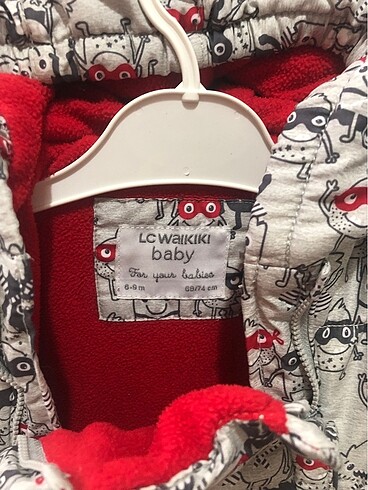 LC WAIKIKI
baby
For your babies
6-9 m 68/74 cm